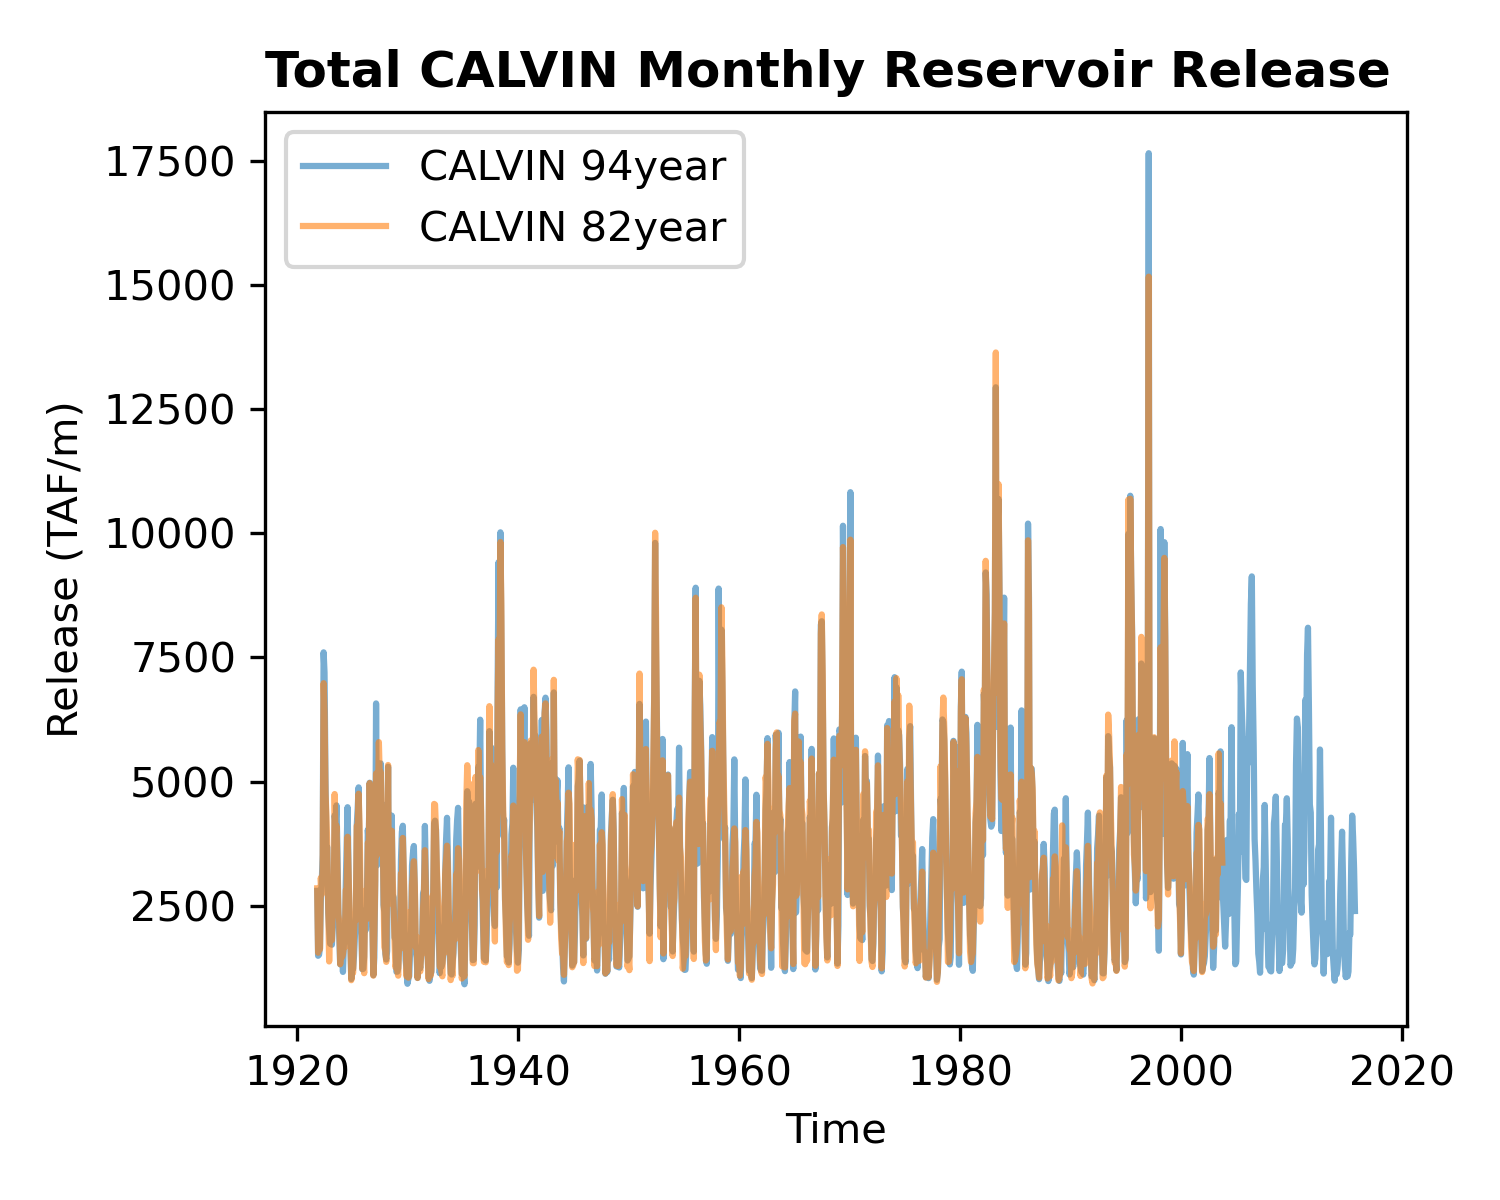 Total CALVIN Monthly Reservoir Release
CALVIN 94year
CALVIN 82year
17500
15000
12500
10000
7500
5000
2500
Release (TAF/m)
1920 1940 1960 1980 2000 2020
Time